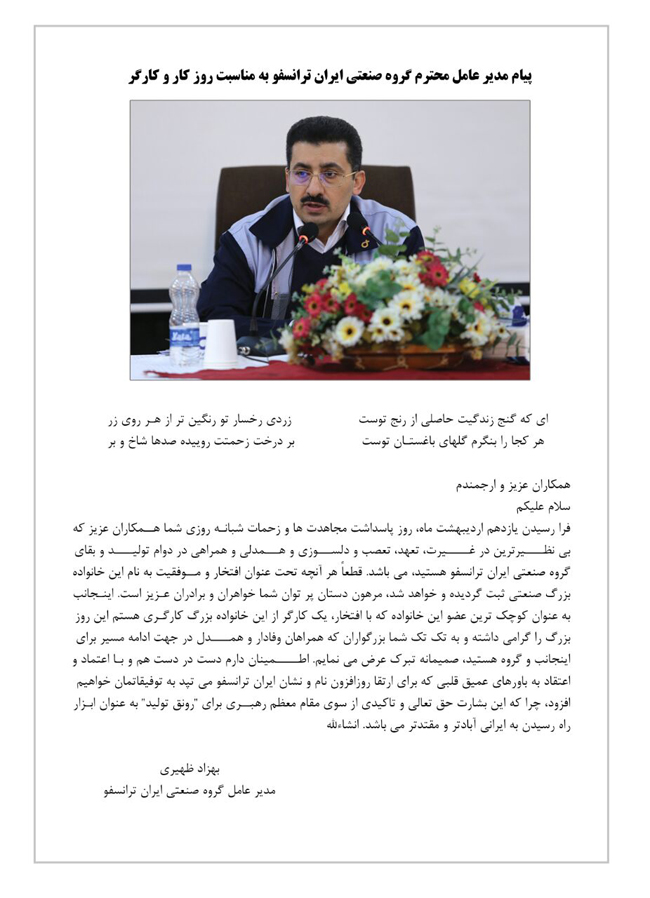 پیام مدیر عامل محترم گروه صنعتی ایران ترانسفو به مناسبت روز کار و کارگر
ای که گنج زندگیت حاصلی از رنج توست زردی رخسار تو رنگین تر از هـر روی زر
هر کجا را بنگرم گلهای باغستـان توست بر درخت زحمتت روییده صدها شاخ و بر
همکاران عزیز و ارجمندم
سلام علیکم
فرا رسیدن یازدهم اردیبهشت ماه، روز پاسداشت مجاهدت ها و زحمات شبانـه روزی شما هـــمکاران عزیز که
بی نظـــــیرترین در غــــــیرت، تعهد، تعصب و دلســـوزی و هـــمدلی و همراهی در دوام تولیــــد و بقای
گروه صنعتی ایران ترانسفو هستید، می باشد. قطعاً هر آنچه تحت عنوان افتخار و مــوفقیت به نام این خانواده
بزرگ صنعتی ثبت گردیده و خواهد شد، مرهون دستان پر توان شما خواهران و برادران عـزیز است. اینـجانب
به عنوان کوچک ترین عضو این خانواده که با افتخار، یک کارگر از این خانواده بزرگ کارگـری هستم این روز
بزرگ را گرامی داشته و به تک تک شما بزرگواران که همراهان وفادار و همـــــدل در جهت ادامه مسیر برای
اینجانب و گروه هستید، صمیمانه تبرک عرض می نمایم. اطـــــمینان دارم دست در دست هم و بـا اعتماد و
اعتقاد به باورهای عمیق قلبی که برای ارتقا روزافزون نام و نشان ایران ترانسفو می تپد به توفیقاتمان خواهیم
افزود، چرا که این بشارت حق تعالی و تاکیدی از سوی مقام معظم رهبـــری برای "رونق تولید" به عنوان ابـزار
راه رسیدن به ایرانی آبادتر و مقتدتر می باشد. انشاءلله
بهزاد ظهیری
مدیر عامل گروه صنعتی ایران ترانسفو